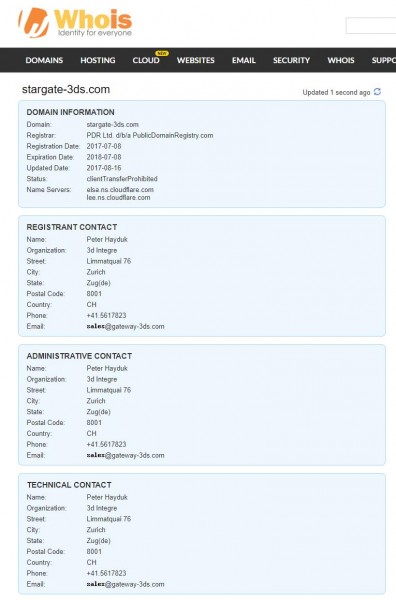 Whois
Identity for everyone
DOMAINS HOSTING CLOUD NEW WEBSITES EMAIL SECURITY WHOIS SUPPO
stargate-3ds.com Updated 1 second ago
DOMAIN INFORMATION
Domain: stargate-3ds.com
Registrar: PDR Ltd. d/b/a PublicDomainRegistry.com
Registration Date: 2017-07-08
Expiration Date: 2018-07-08
Updated Date: 2017-08-16
Status: clientTransferProhibited
Name Servers: elsa.ns.cloudflare.com
lee.ns.cloudflare.com
REGISTRANT CONTACT
Name: Peter Hayduk
Organization: 3d Integre
Street: Limmatquai 76
City: Zurich
State: Zug(de)
Postal Code: 8001
Country: CH
Phone: +41.5617823
Email: salex@gateway-3ds.com
ADMINISTRATIVE CONTACT
Name: Peter Hayduk
Organization: 3d Integre
Street: Limmatquai 76
City: Zurich
State: Zug(de)
Postal Code: 8001
Country: CH
Phone: +41.5617823
Email: salex@gateway-3ds.com
TECHNICAL CONTACT
Name: Peter Hayduk
Organization: 3d Integre
Street: Limmatquai 76
City: Zurich
State: Zug(de)
Postal Code: 8001
Country: CH
Phone: +41.5617823
Email: salex@gateway-3ds.com